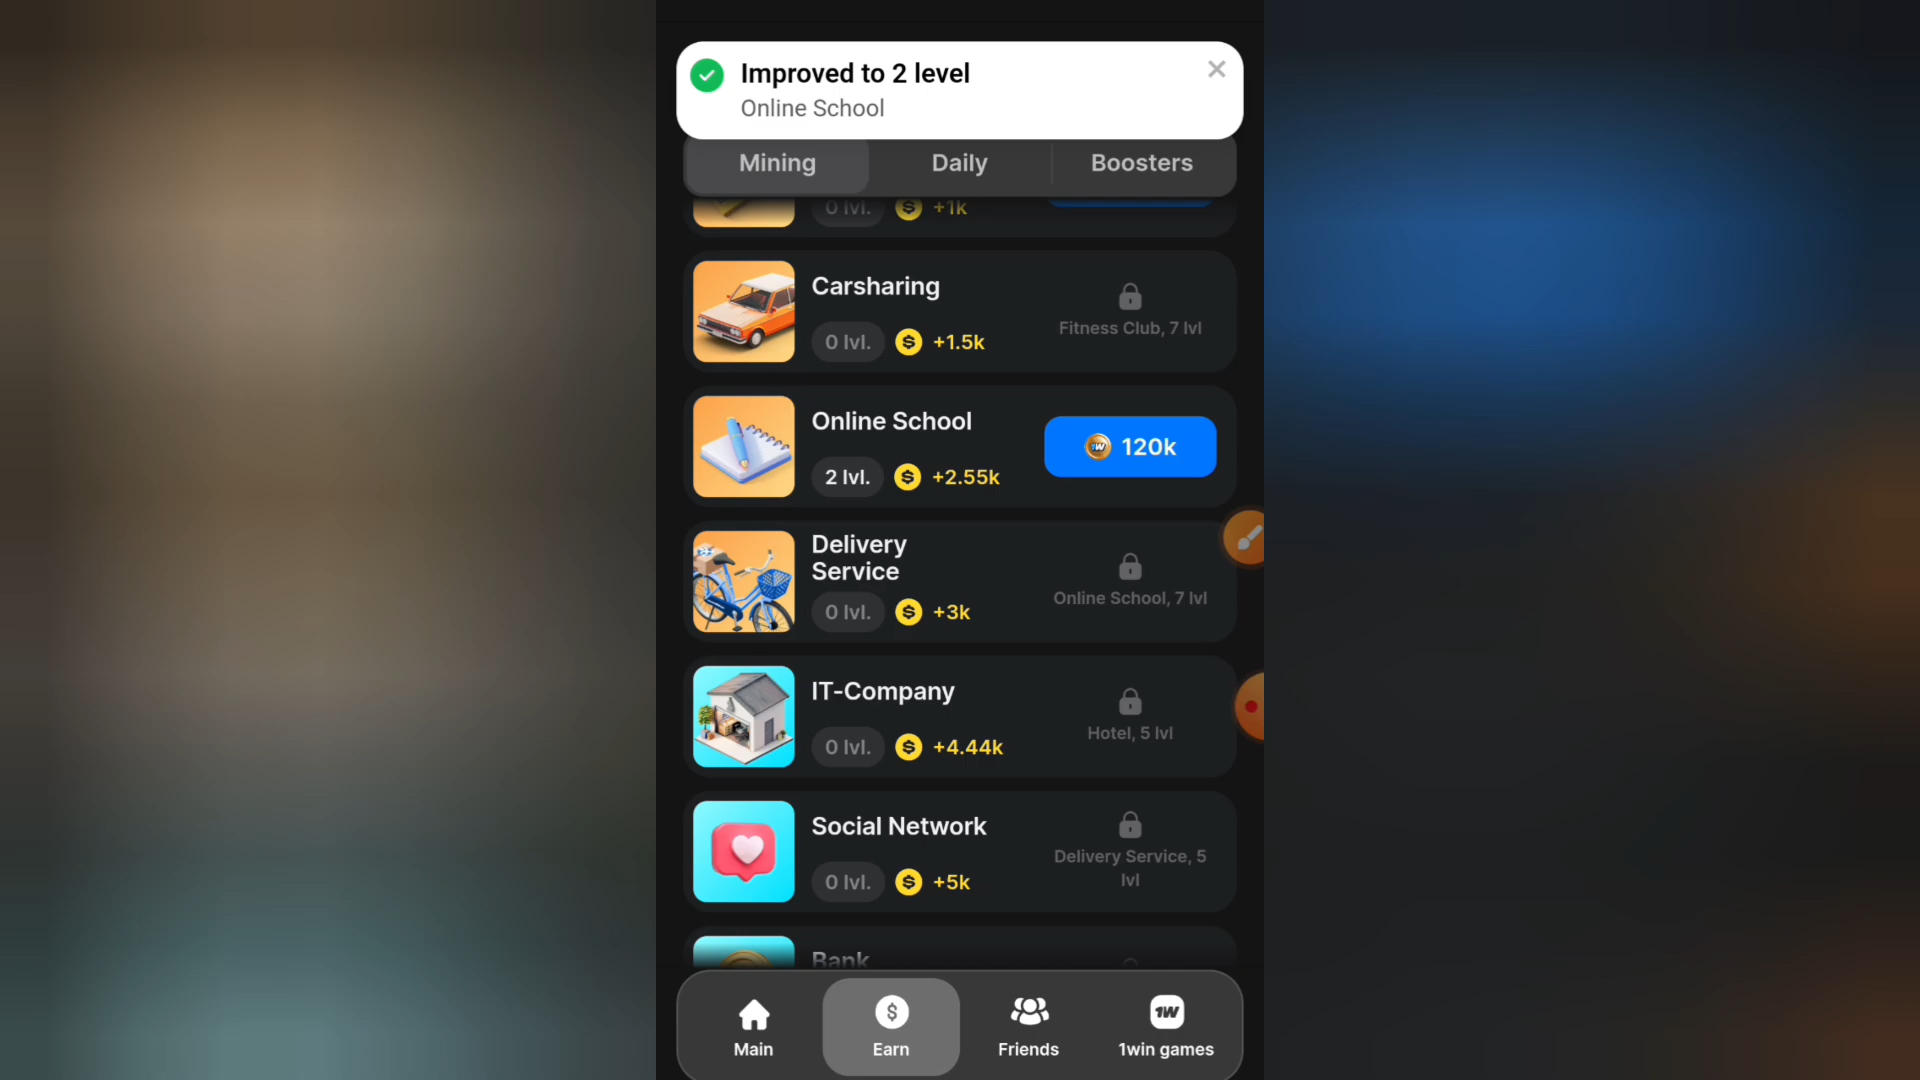 Improved to 2 level
Online School
Mining
Daily
Boosters
0 lvl.
+1k
Carsharing
0 lvl.
+1.5k
Fitness Club, 7 lvl
Online School
2 lvl.
+2.55k
120k
Delivery
Service
0 lvl.
+3k
Online School, 7 lvl
IT-Company
0 lvl.
+4.44k
Hotel, 5 lvl
Social Network
0 lvl.
+5k
Delivery Service, 5
lvl
Bank
Main
Earn
Friends
1W
1win games